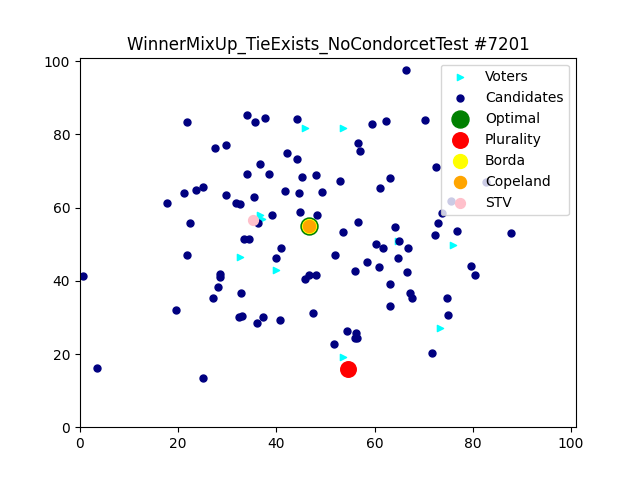 WinnerMixUp_TieExists_NoCondorcetTest #7201
100
80
60
40
20
0
0
20
40
60
80
100
Voters
Candidates
Optimal
Plurality
Borda
Copeland
STV